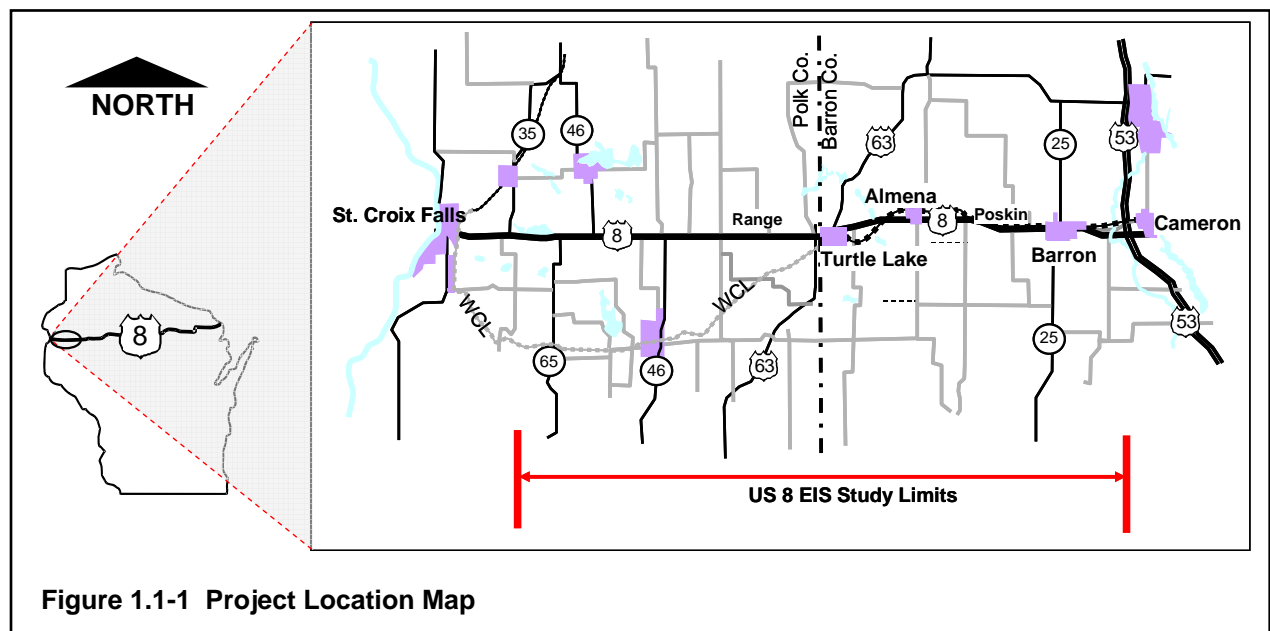 NORTH
8
Polk Co.
Barron Co.
35
46
63
25
53
St. Croix Falls
Almena
Range
8
8
Poskin
Cameron
Turtle Lake
Barron
WCL
WCL
65
46
63
25
53
US 8 EIS Study Limits
Figure 1.1-1 Project Location Map